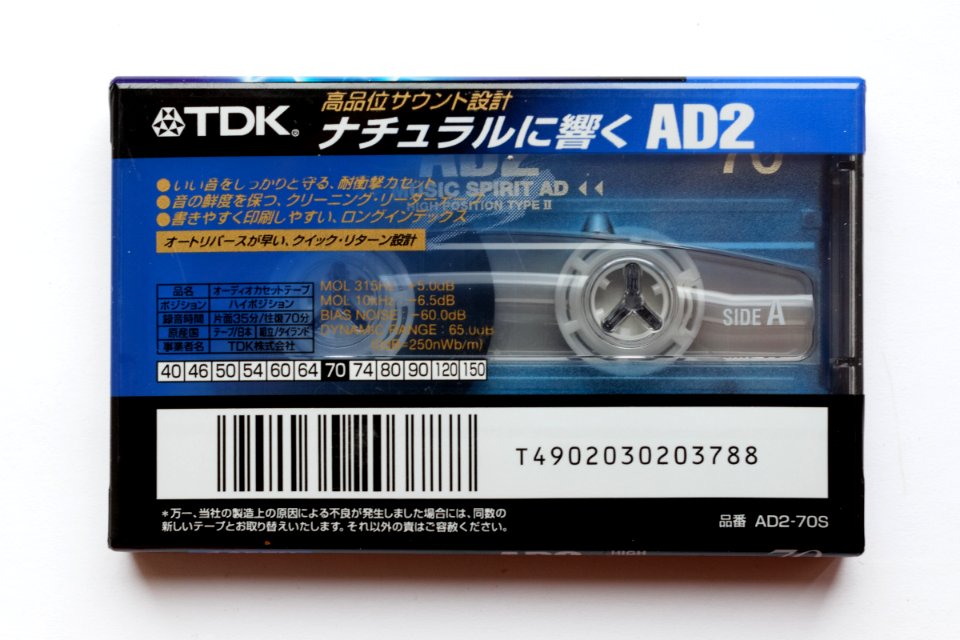 高品位サウンド設計
TDK® ナチュラルに響く AD2
AD2 70
MUSIC SPIRIT AD ◀◀
HIGH POSITION TYPE II
●いい音をしっかりと守る、耐衝撃カセット
●音の鮮度を保つ、クリーニング・リーダー
●書きやすく印刷しやすい、ロングインデックス
オートリバースが早い、クイック・リターン設計
SIDE A
品名 オーディオカセットテープ
ポジション ハイポジション
録音時間 片面35分/往復70分
原産国 テープ/日本 組立/タイランド
事業者名 TDK株式会社
MOL 315Hz: +5.0dB
MOL 10kHz: -6.5dB
BIAS NOISE: -60.0dB
DYNAMIC RANGE: 65.0dB
(0dB=250nWb/m)
40 46 50 54 60 64 70 74 80 90 120 150
T4902030203788
*万一、当社の製造上の原因による不良が発生しました場合には、同数の
新しいテープとお取り替えいたします。それ以外の責はご容赦ください。
品番 AD2-70S
AD2 HIGH 70